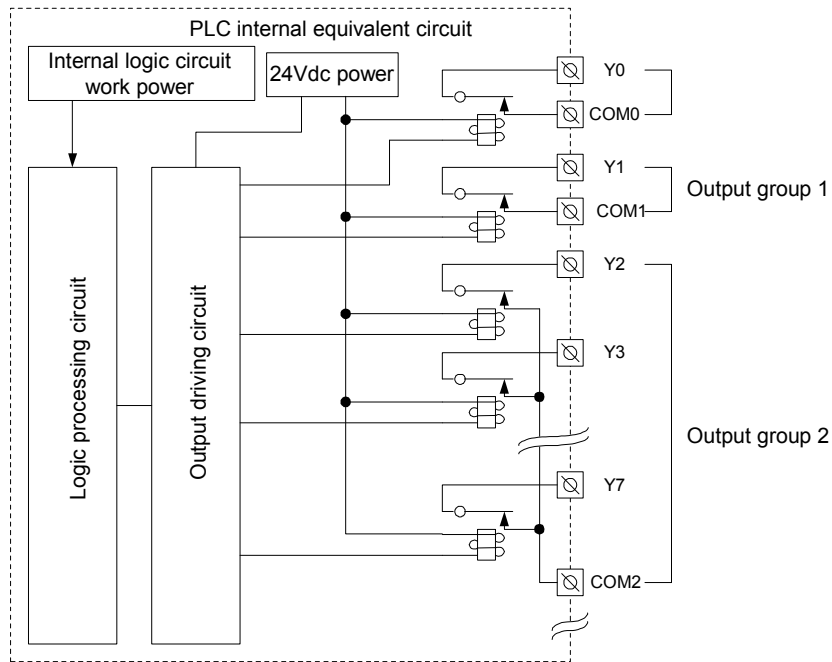 PLC internal equivalent circuit
Internal logic circuit
work power
24Vdc power
Y0
COM0
Y1
Output group 1
COM1
Y2
Y3
Logic processing circuit
Output driving circuit
Output group 2
Y7
COM2